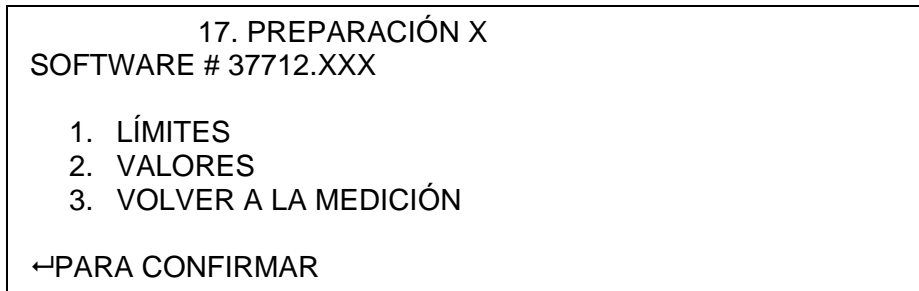 17. PREPARACIÓN X
SOFTWARE # 37712.XXX
1. LÍMITES
2. VALORES
3. VOLVER A LA MEDICIÓN
↵PARA CONFIRMAR